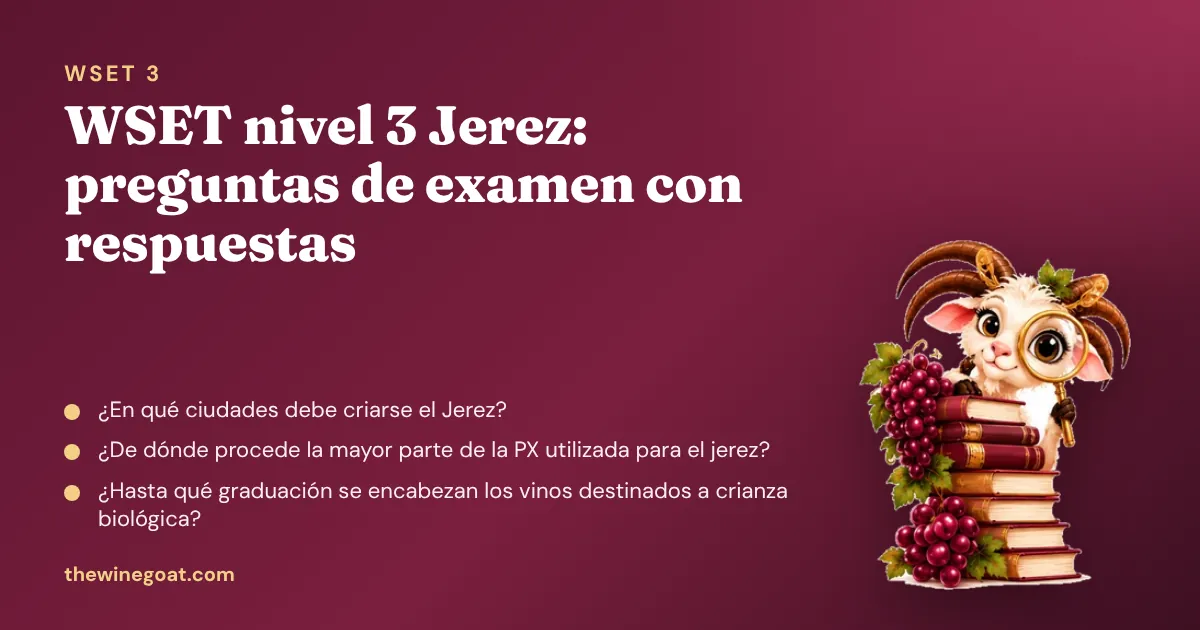 WSET 3
WSET nivel 3 Jerez:
preguntas de examen con
respuestas
¿En qué ciudades debe criarse el Jerez?
¿De dónde procede la mayor parte de la PX utilizada para el jerez?
¿Hasta qué graduación se encabezan los vinos destinados a crianza
biológica?
thewinegoat.com